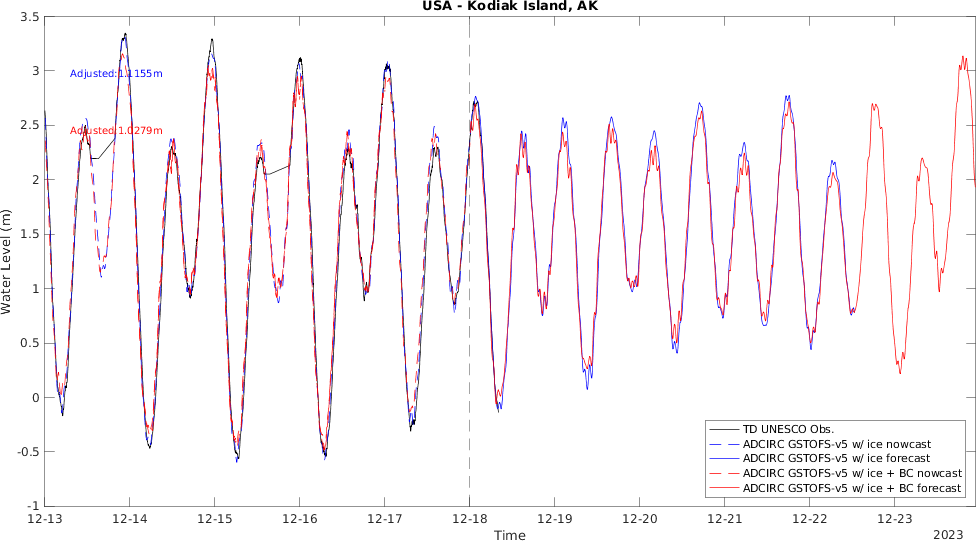 USA - Kodiak Island, AK
3.5
3
2.5
2
1.5
1
0.5
0
-0.5
-1
Water Level (m)
Adjusted:1.1155m
Adjusted:1.0279m
TD UNESCO Obs.
ADCIRC GSTOFS-v5 w/ ice nowcast
ADCIRC GSTOFS-v5 w/ ice forecast
ADCIRC GSTOFS-v5 w/ ice + BC nowcast
ADCIRC GSTOFS-v5 w/ ice + BC forecast
12-13 12-14 12-15 12-16 12-17 12-18 12-19 12-20 12-21 12-22 12-23
Time
2023